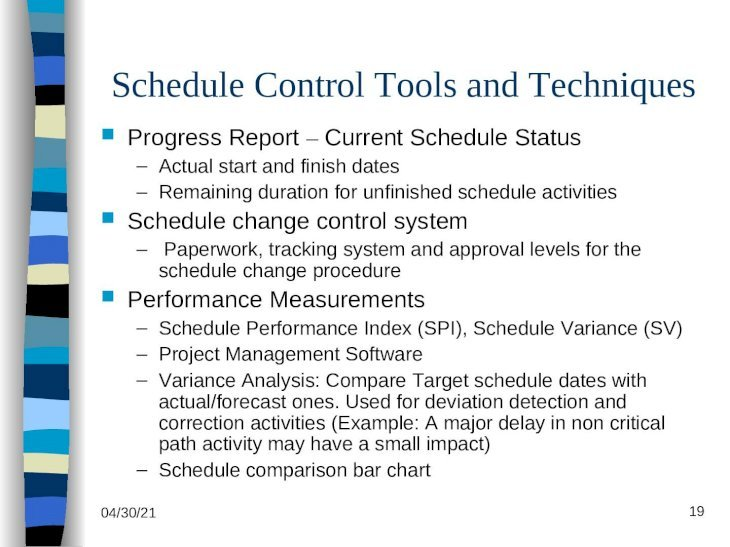 Schedule Control Tools and Techniques
Progress Report – Current Schedule Status
– Actual start and finish dates
– Remaining duration for unfinished schedule activities
Schedule change control system
– Paperwork, tracking system and approval levels for the
schedule change procedure
Performance Measurements
– Schedule Performance Index (SPI), Schedule Variance (SV)
– Project Management Software
– Variance Analysis: Compare Target schedule dates with
actual/forecast ones. Used for deviation detection and
correction activities (Example: A major delay in non critical
path activity may have a small impact)
– Schedule comparison bar chart
04/30/21
19